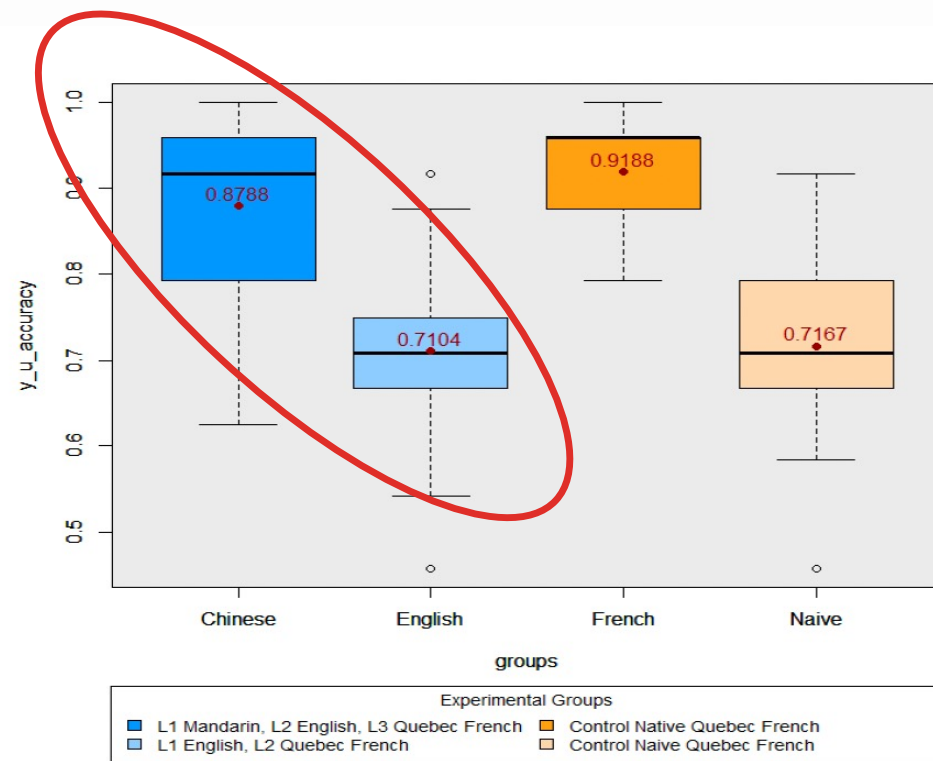 1.0
0.9
0.8
0.7
0.6
0.5
y_u_accuracy
0.8788
0.7104
0.9188
0.7167
Chinese English French Naive
groups
Experimental Groups
L1 Mandarin, L2 English, L3 Quebec French Control Native Quebec French
L1 English, L2 Quebec French Control Naive Quebec French